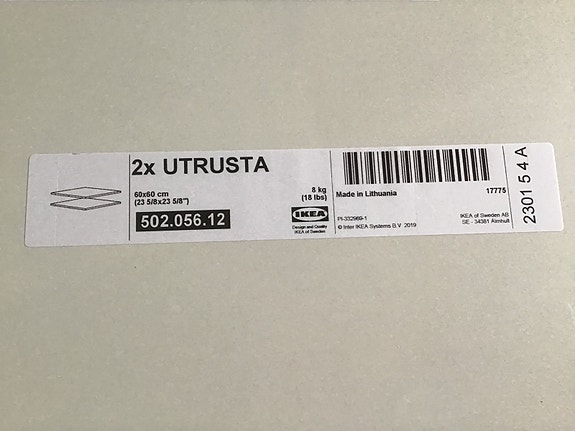 2x UTRUSTA
60x60 cm
(23 5/8x23 5/8")
8 kg
(18 lbs)
502.056.12
IKEA
Design and Quality
IKEA of Sweden
Made in Lithuania
17775
PI-332969-1
© Inter IKEA Systems B.V. 2019
IKEA of Sweden AB
SE - 34381 Älmhult
2301 5 4 A